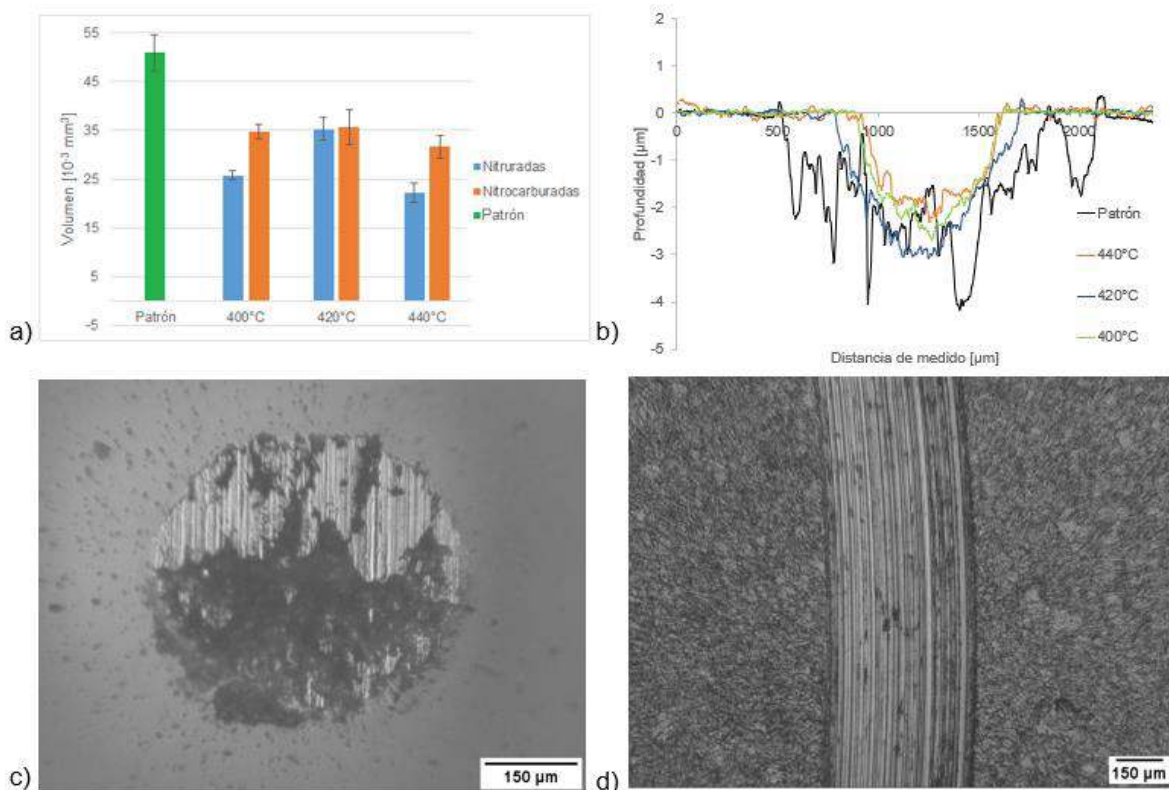 55
45
35
25
15
5
-5
Volumen [10⁻³ mm³]
Patrón
400°C
420°C
440°C
Nitruradas
Nitrocarburadas
Patrón
a)
2
1
0
-1
-2
-3
-4
-5
Profundidad [µm]
0
500
1000
1500
2000
Distancia de medido [µm]
Patrón
440°C
420°C
400°C
b)
c)
150 µm
d)
150 µm